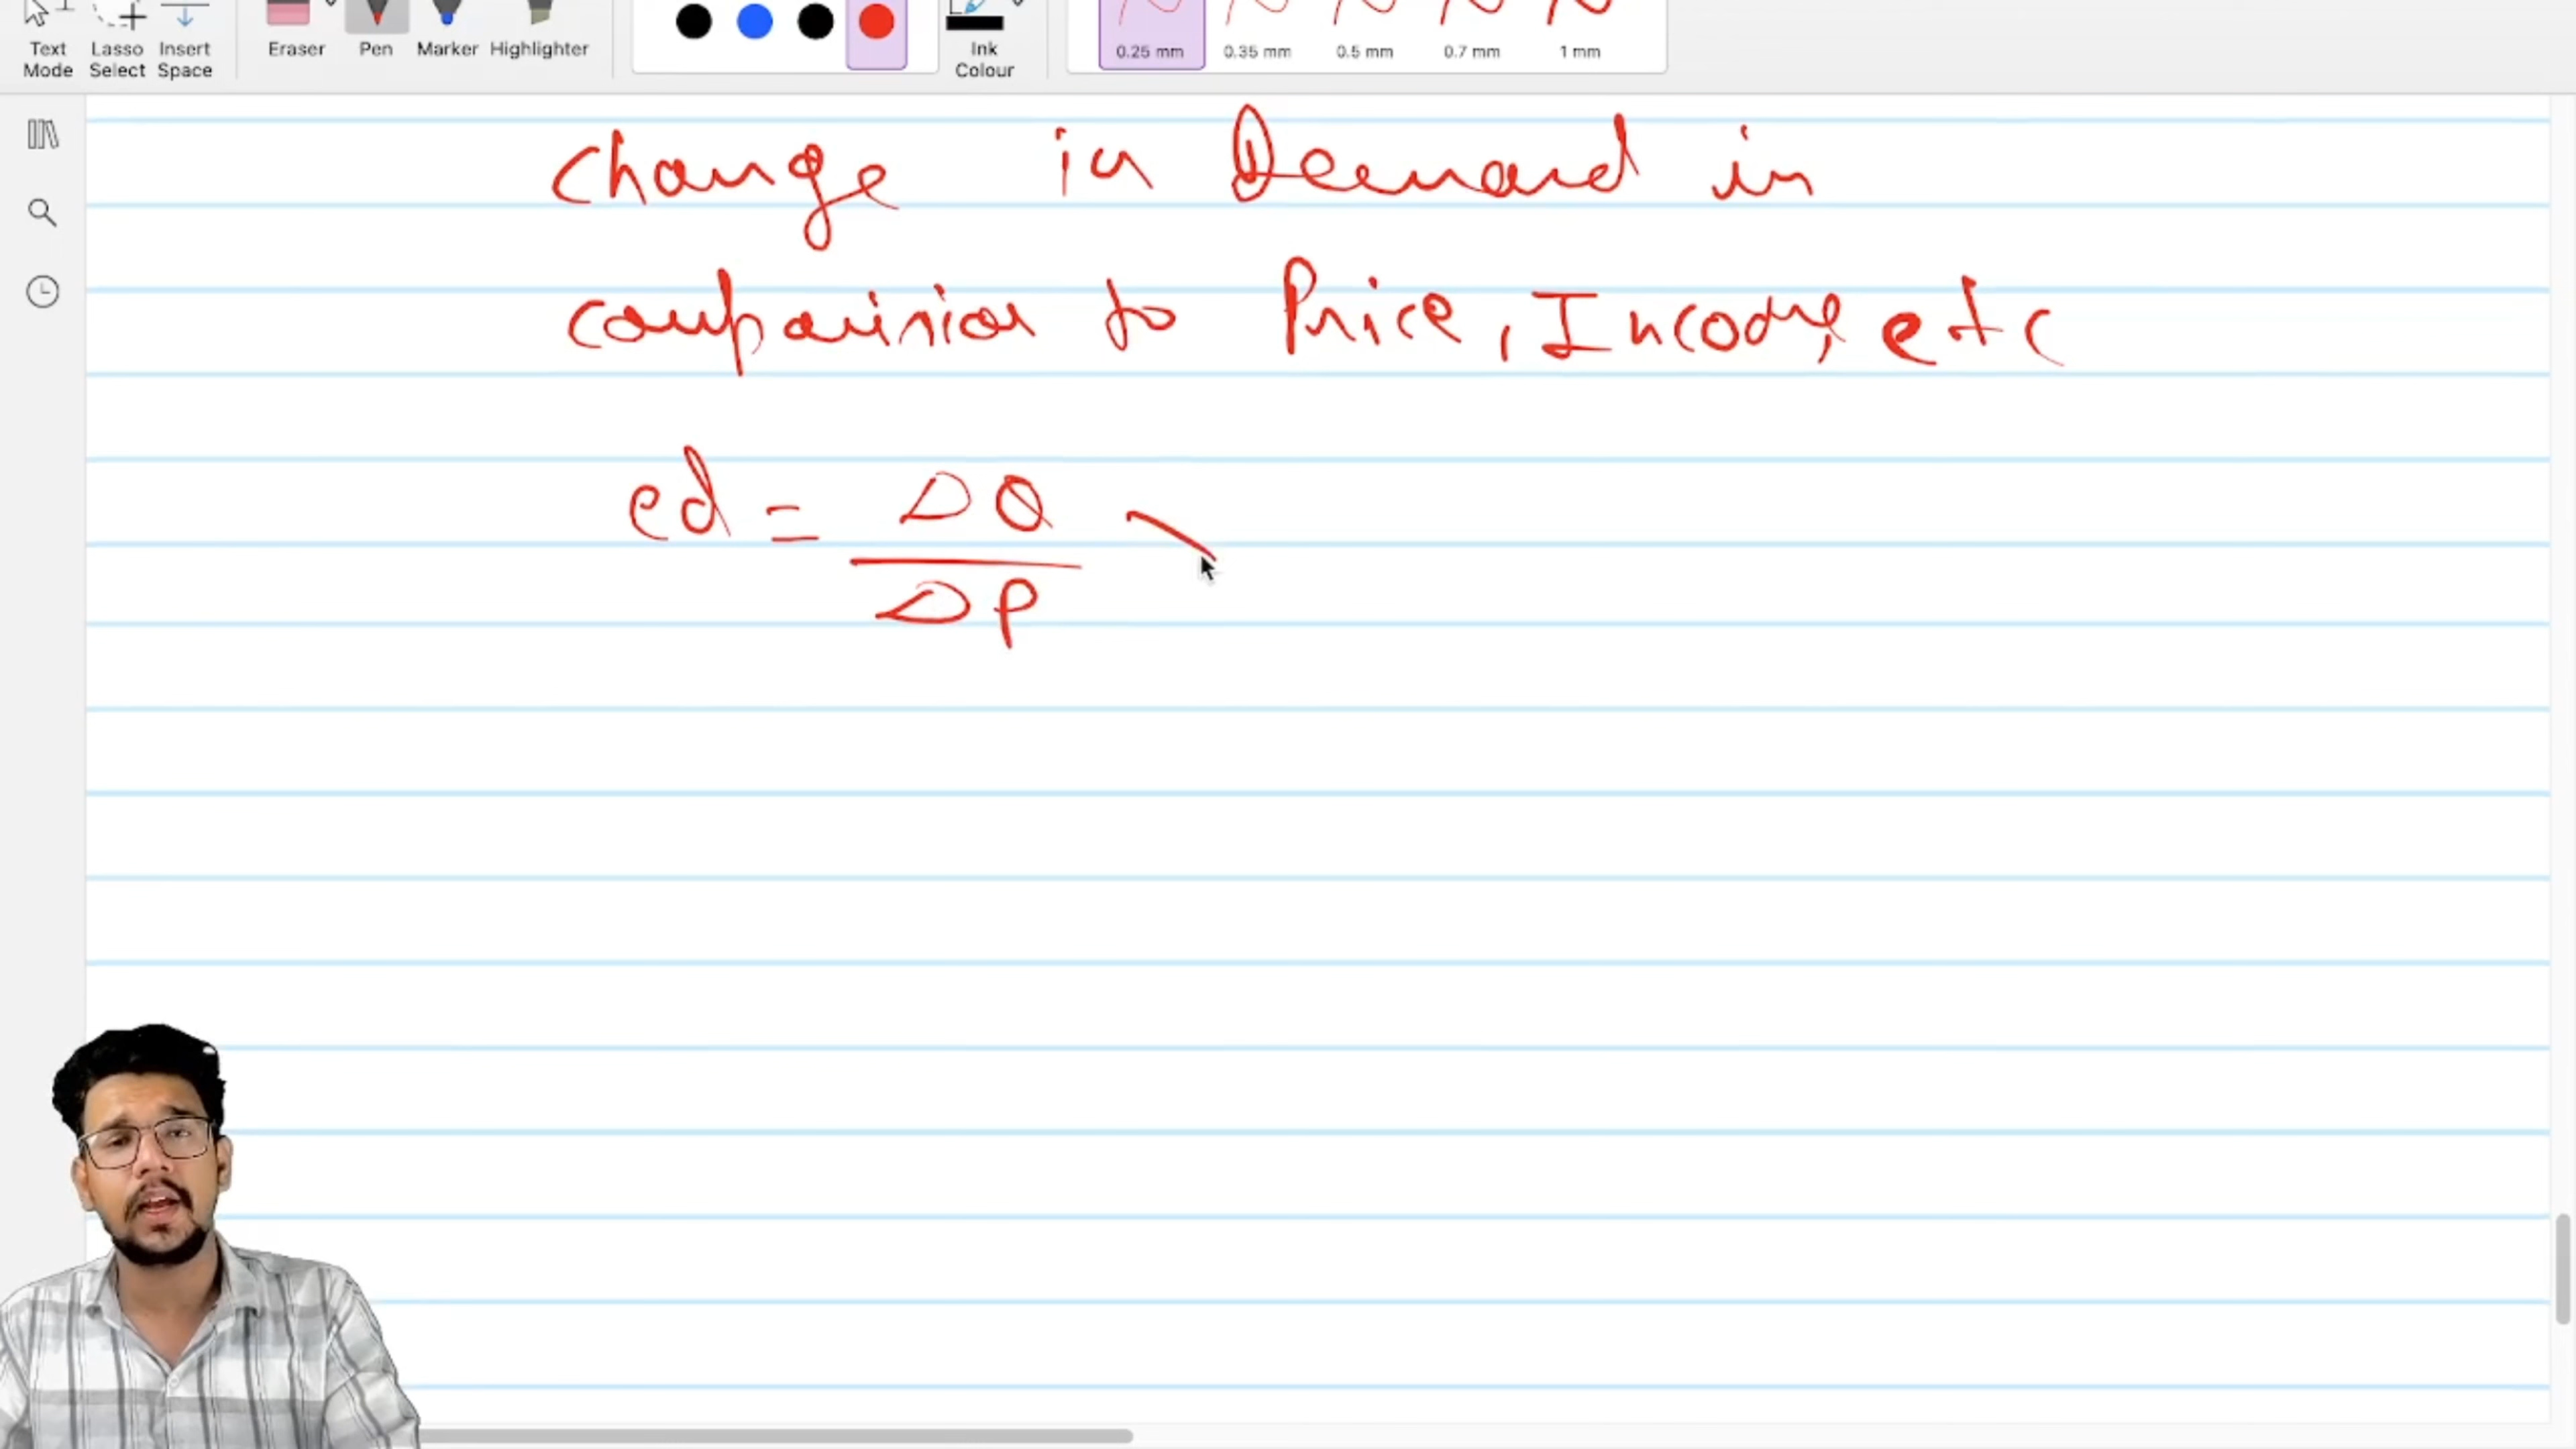 Text Mode
Lasso Select
Insert Space
Eraser
Pen
Marker
Highlighter
Ink Colour
0.25 mm
0.35 mm
0.5 mm
0.7 mm
1 mm
Change in Demand in
comparision to Price, Income, etc
ed = ΔQ
ΔP